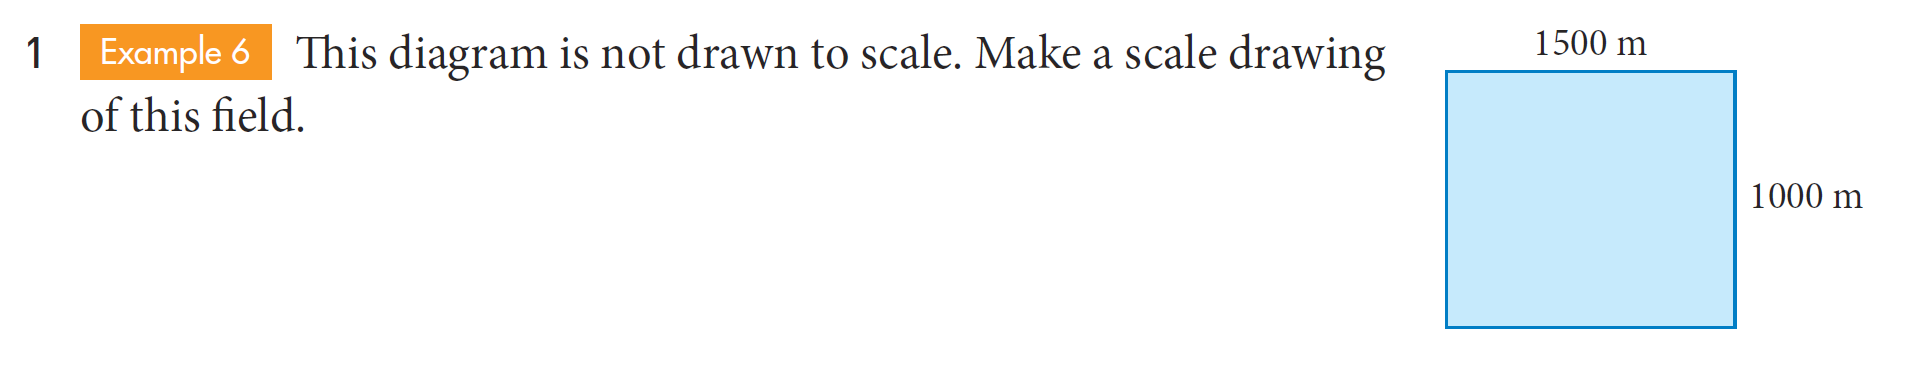 1 Example 6 This diagram is not drawn to scale. Make a scale drawing
of this field.
1500 m
1000 m